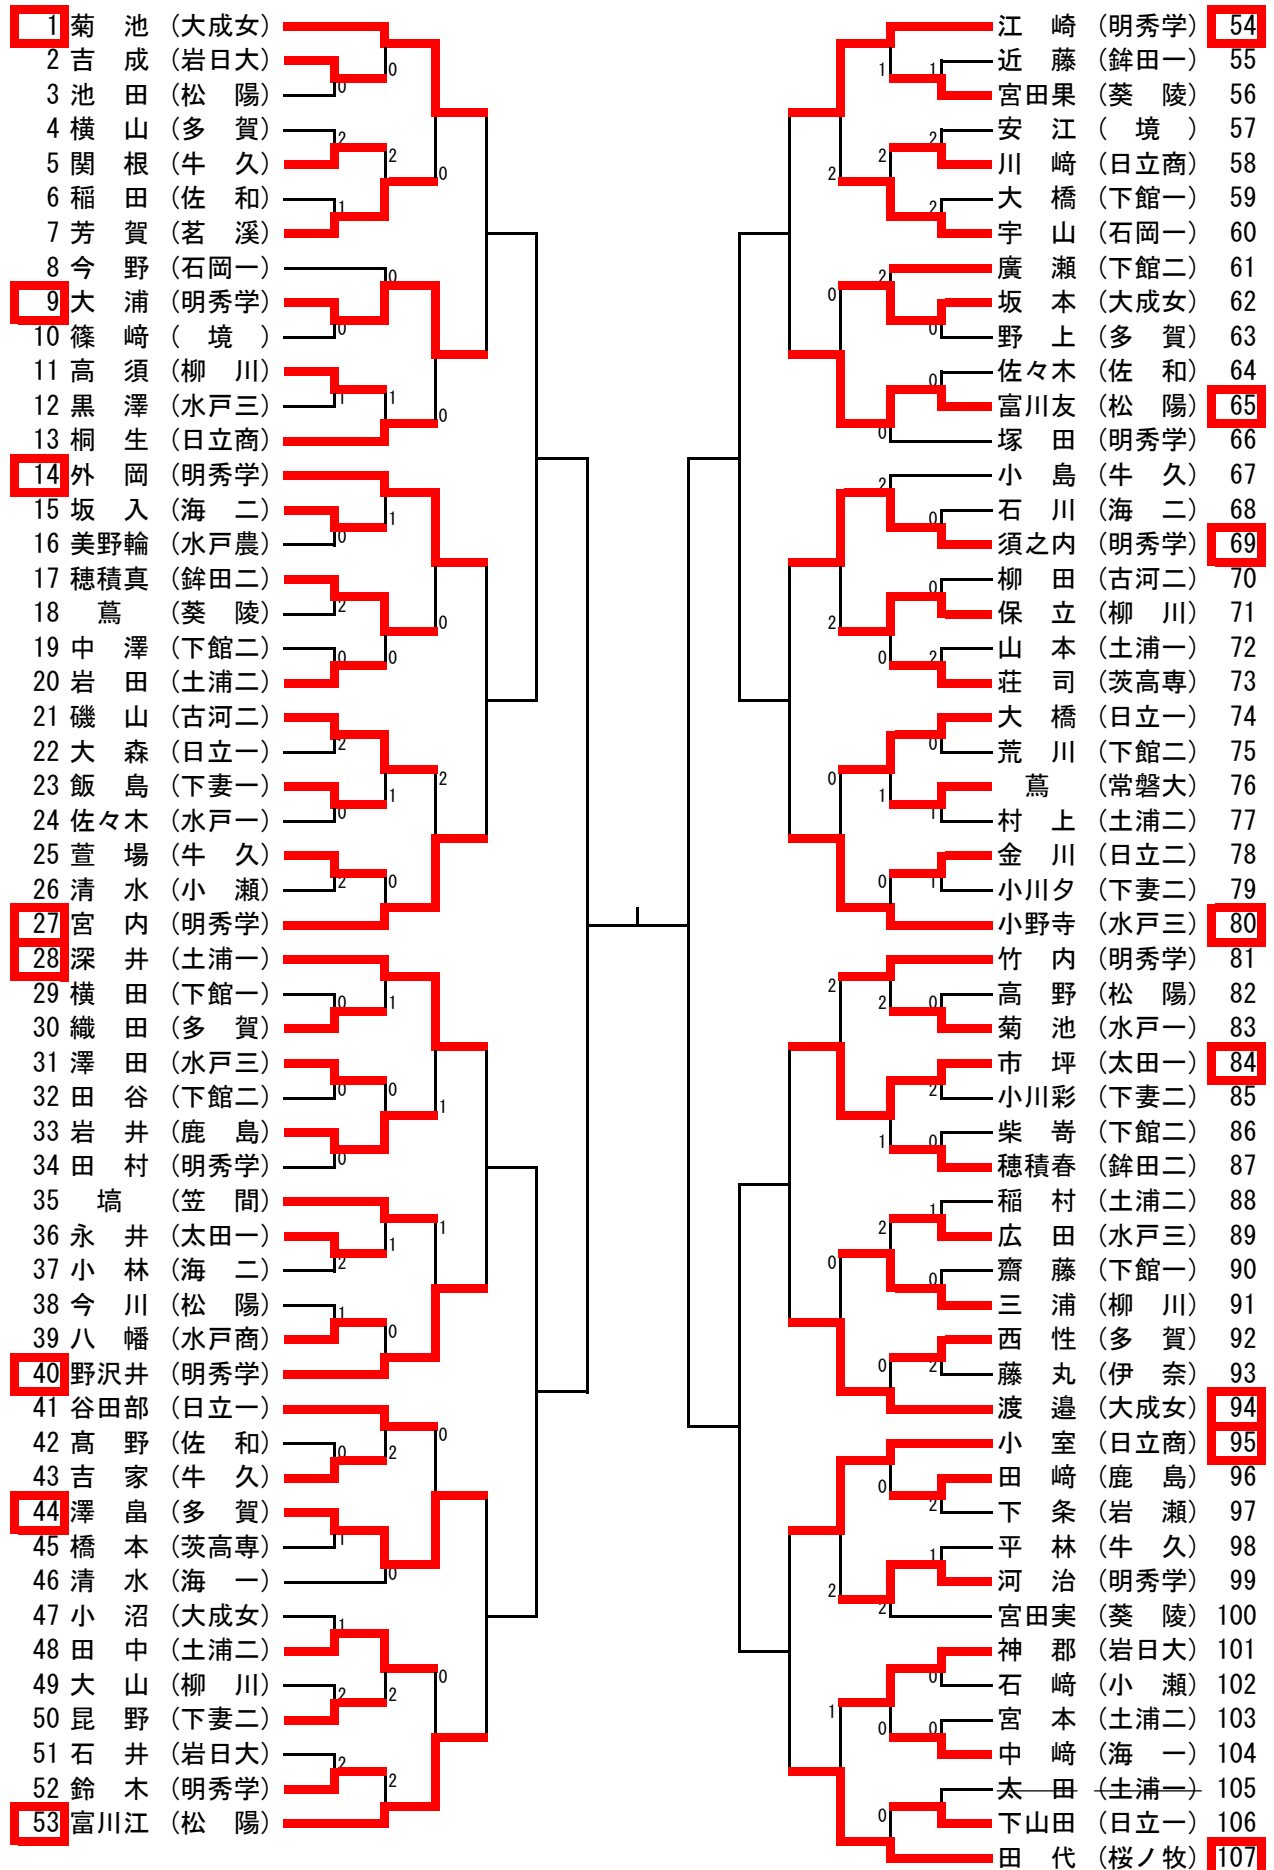 1 菊 池 (大成女)
2 吉 成 (岩日大)
3 池 田 (松 陽)
4 横 山 (多 賀)
5 関 根 (牛 久)
6 稲 田 (佐 和)
7 芳 賀 (茗 溪)
8 今 野 (石岡一)
9 大 浦 (明秀学)
10 篠 﨑 ( 境 )
11 高 須 (柳 川)
12 黒 澤 (水戸三)
13 桐 生 (日立商)
14 外 岡 (明秀学)
15 坂 入 (海 二)
16 美野輪 (水戸農)
17 穂積真 (鉾田二)
18 蔦 (葵 陵)
19 中 澤 (下館二)
20 岩 田 (土浦二)
21 磯 山 (古河二)
22 大 森 (日立一)
23 飯 島 (下妻一)
24 佐々木 (水戸一)
25 萱 場 (牛 久)
26 清 水 (小 瀬)
27 宮 内 (明秀学)
28 深 井 (土浦一)
29 横 田 (下館一)
30 織 田 (多 賀)
31 澤 田 (水戸三)
32 田 谷 (下館二)
33 岩 井 (鹿 島)
34 田 村 (明秀学)
35 塙 (笠 間)
36 永 井 (太田一)
37 小 林 (海 二)
38 今 川 (松 陽)
39 八 幡 (水戸商)
40 野沢井 (明秀学)
41 谷田部 (日立一)
42 髙 野 (佐 和)
43 吉 家 (牛 久)
44 澤 畠 (多 賀)
45 橋 本 (茨高専)
46 清 水 (海 一)
47 小 沼 (大成女)
48 田 中 (土浦二)
49 大 山 (柳 川)
50 昆 野 (下妻二)
51 石 井 (岩日大)
52 鈴 木 (明秀学)
53 富川江 (松 陽)
江 崎 (明秀学) 54
近 藤 (鉾田一) 55
宮田果 (葵 陵) 56
安 江 ( 境 ) 57
川 﨑 (日立商) 58
大 橋 (下館一) 59
宇 山 (石岡一) 60
廣 瀬 (下館二) 61
坂 本 (大成女) 62
野 上 (多 賀) 63
佐々木 (佐 和) 64
富川友 (松 陽) 65
塚 田 (明秀学) 66
小 島 (牛 久) 67
石 川 (海 二) 68
須之内 (明秀学) 69
柳 田 (古河二) 70
保 立 (柳 川) 71
山 本 (土浦一) 72
荘 司 (茨高専) 73
大 橋 (日立一) 74
荒 川 (下館二) 75
蔦 (常磐大) 76
村 上 (土浦二) 77
金 川 (日立二) 78
小川夕 (下妻二) 79
小野寺 (水戸三) 80
竹 内 (明秀学) 81
高 野 (松 陽) 82
菊 池 (水戸一) 83
市 坪 (太田一) 84
小川彩 (下妻二) 85
柴 嵜 (下館二) 86
穂積春 (鉾田二) 87
稲 村 (土浦二) 88
広 田 (水戸三) 89
齋 藤 (下館一) 90
三 浦 (柳 川) 91
西 性 (多 賀) 92
藤 丸 (伊 奈) 93
渡 邉 (大成女) 94
小 室 (日立商) 95
田 﨑 (鹿 島) 96
下 条 (岩 瀬) 97
平 林 (牛 久) 98
河 治 (明秀学) 99
宮田実 (葵 陵) 100
神 郡 (岩日大) 101
石 﨑 (小 瀬) 102
宮 本 (土浦二) 103
中 﨑 (海 一) 104
太 田 (土浦一) 105
下山田 (日立一) 106
田 代 (桜ノ牧) 107